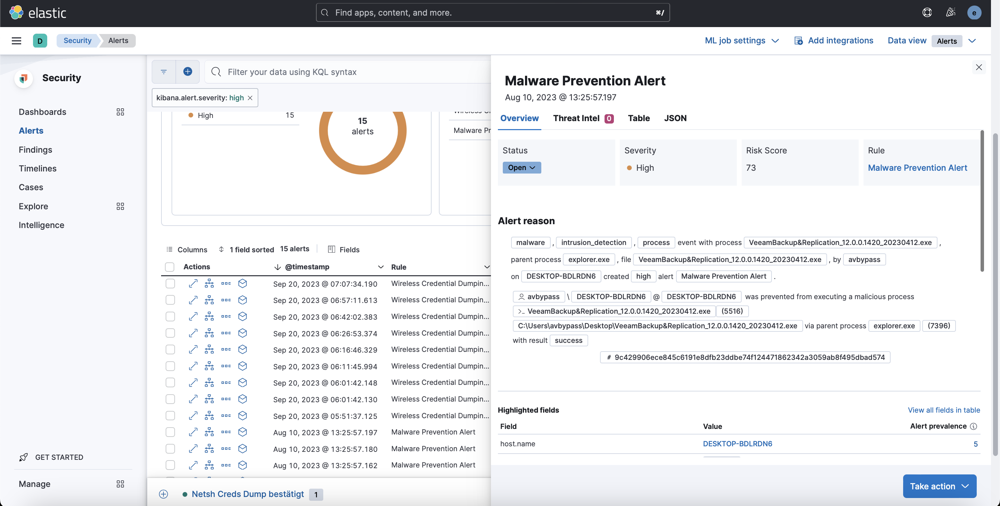 elastic
Find apps, content, and more.
⌘/
e
D
Security
Alerts
ML job settings
Add integrations
Data view
Alerts
Security
Dashboards
Alerts
Findings
Timelines
Cases
Explore
Intelligence
GET STARTED
Manage
Filter your data using KQL syntax
kibana.alert.severity: high
High 15
15
alerts
Malware Pr
Columns 1 field sorted 15 alerts Fields
Actions @timestamp Rule
Sep 20, 2023 @ 07:07:34.190 Wireless Credential Dumpin...
Sep 20, 2023 @ 06:57:11.613 Wireless Credential Dumpin...
Sep 20, 2023 @ 06:42:02.383 Wireless Credential Dumpin...
Sep 20, 2023 @ 06:26:53.374 Wireless Credential Dumpin...
Sep 20, 2023 @ 06:16:46.329 Wireless Credential Dumpin...
Sep 20, 2023 @ 06:11:45.994 Wireless Credential Dumpin...
Sep 20, 2023 @ 06:01:42.148 Wireless Credential Dumpin...
Sep 20, 2023 @ 06:01:42.130 Wireless Credential Dumpin...
Sep 20, 2023 @ 05:51:37.125 Wireless Credential Dumpin...
Aug 10, 2023 @ 13:25:57.197 Malware Prevention Alert
Aug 10, 2023 @ 13:25:57.180 Malware Prevention Alert
Aug 10, 2023 @ 13:25:57.162 Malware Prevention Alert
Netsh Creds Dump bestätigt 1
Malware Prevention Alert
Aug 10, 2023 @ 13:25:57.197
Overview Threat Intel 0 Table JSON
Status Severity Risk Score Rule
Open High 73 Malware Prevention Alert
Alert reason
malware , intrusion_detection , process event with process VeeamBackup&Replication_12.0.0.1420_20230412.exe ,
parent process explorer.exe , file VeeamBackup&Replication_12.0.0.1420_20230412.exe , by avbypass
on DESKTOP-BDLRDN6 created high alert Malware Prevention Alert .
avbypass \ DESKTOP-BDLRDN6 @ DESKTOP-BDLRDN6 was prevented from executing a malicious process
>_ VeeamBackup&Replication_12.0.0.1420_20230412.exe (5516)
C:\Users\avbypass\Desktop\VeeamBackup&Replication_12.0.0.1420_20230412.exe via parent process explorer.exe (7396)
with result success
# 9c429906ece845c6191e8dfb23ddbe74f124471862342a3059ab8f495dbad574
Highlighted fields View all fields in table
Field Value Alert prevalence
host.name DESKTOP-BDLRDN6 5
Take action